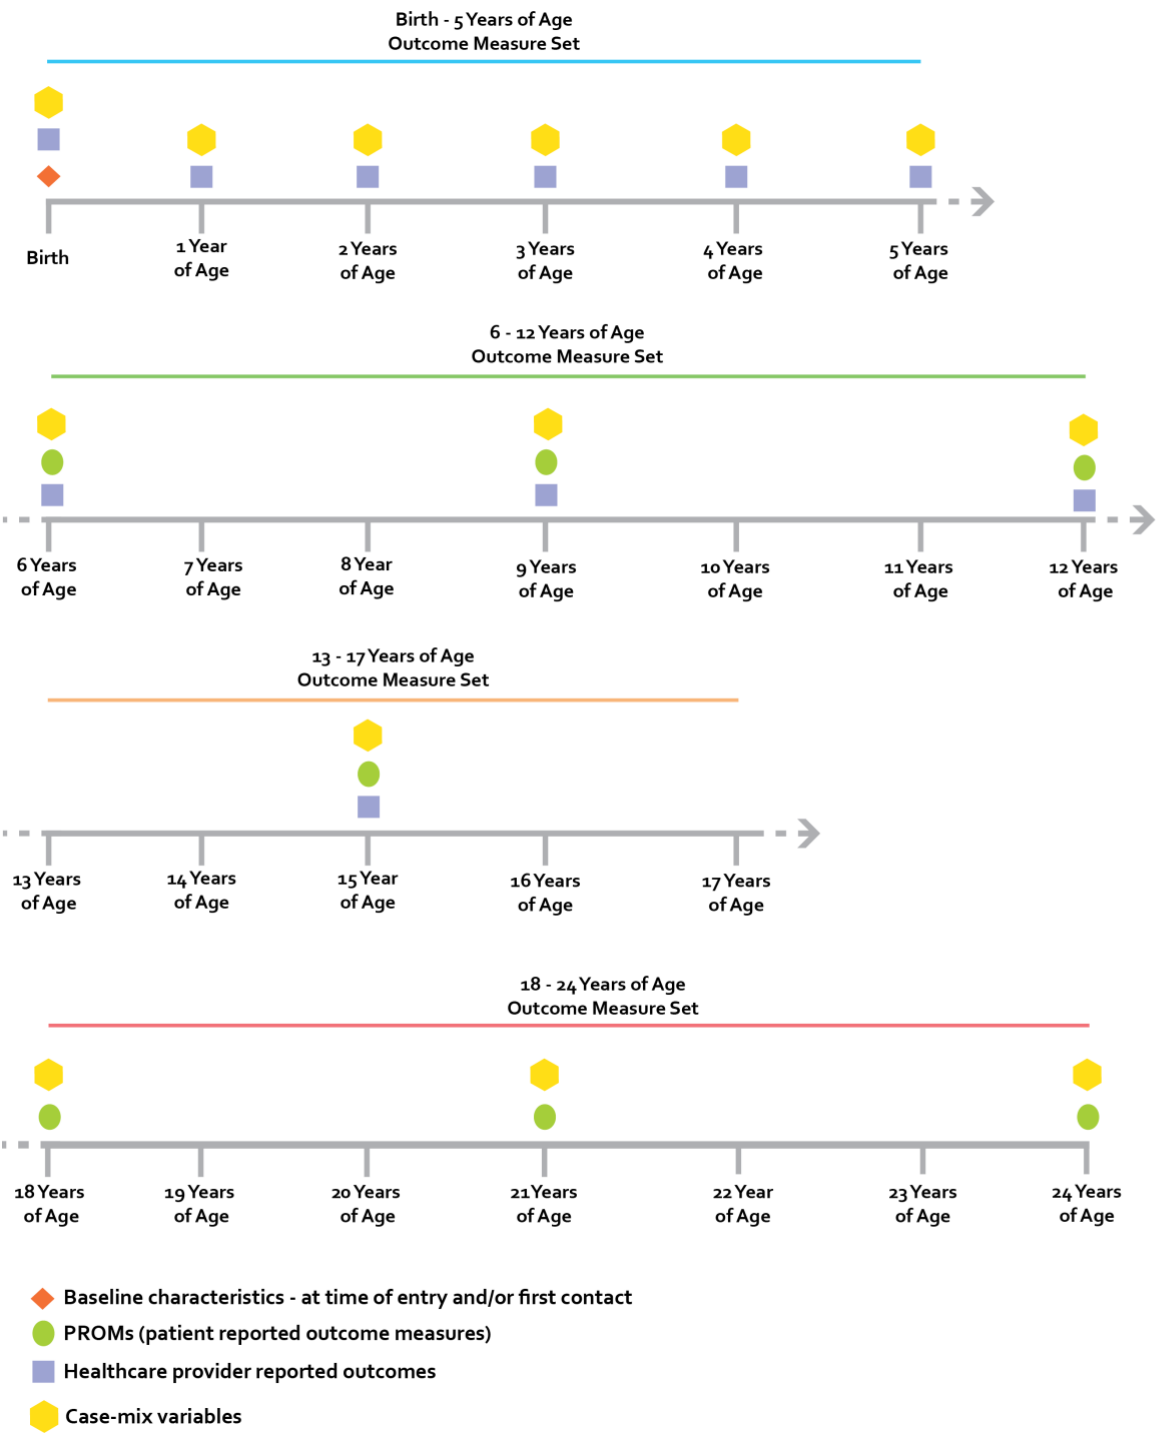 Birth - 5 Years of Age
Outcome Measure Set
Birth
1 Year
of Age
2 Years
of Age
3 Years
of Age
4 Years
of Age
5 Years
of Age
6 - 12 Years of Age
Outcome Measure Set
6 Years
of Age
7 Years
of Age
8 Year
of Age
9 Years
of Age
10 Years
of Age
11 Years
of Age
12 Years
of Age
13 - 17 Years of Age
Outcome Measure Set
13 Years
of Age
14 Years
of Age
15 Year
of Age
16 Years
of Age
17 Years
of Age
18 - 24 Years of Age
Outcome Measure Set
18 Years
of Age
19 Years
of Age
20 Years
of Age
21 Years
of Age
22 Year
of Age
23 Years
of Age
24 Years
of Age
Baseline characteristics - at time of entry and/or first contact
PROMs (patient reported outcome measures)
Healthcare provider reported outcomes
Case-mix variables